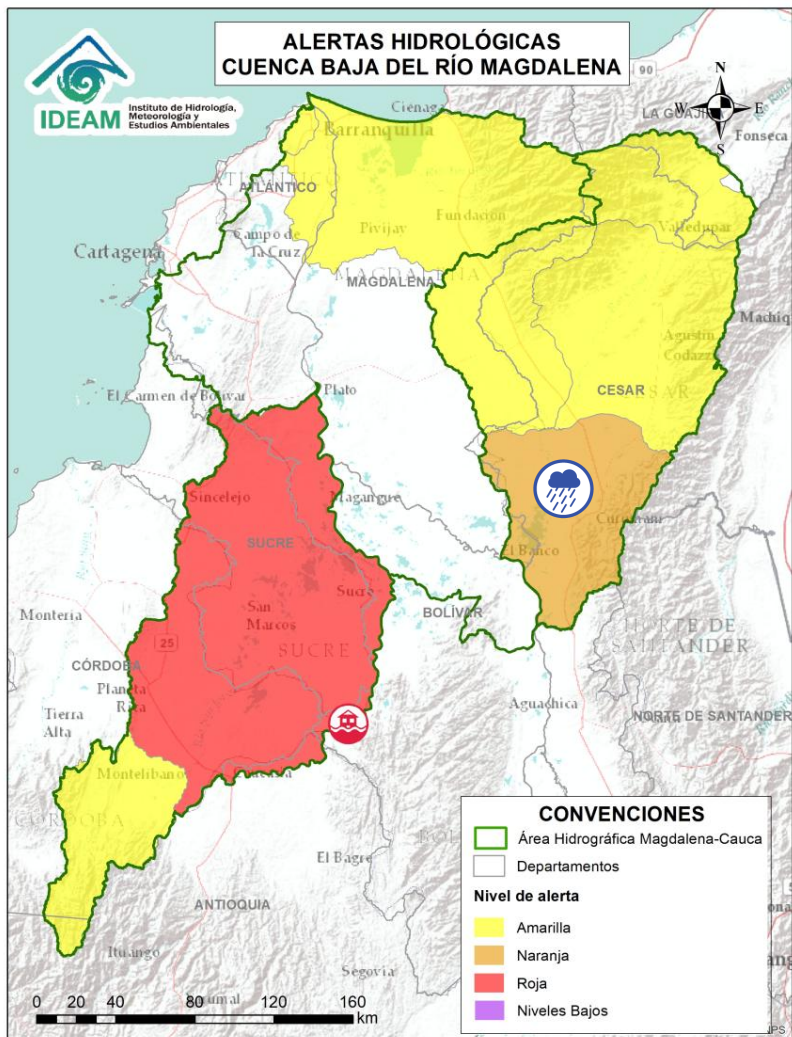 ALERTAS HIDROLÓGICAS
CUENCA BAJA DEL RÍO MAGDALENA
IDEAM
Instituto de Hidrología,
Meteorología y
Estudios Ambientales
N
W
E
S
90
Ciénaga
LA GUAJIRA
Fonseca
Barranquilla
ATLÁNTICO
Pivijay
Fundación
Valledupar
Cartagena
Campo de
la Cruz
MAGDALENA
MAGDALENA
Agustín
Codazzi
CESAR
CESAR
El Carmen de Bolívar
Plato
Sincelejo
Magangue
Curumaní
El Banco
SUCRE
Sucre
San
Marcos
SUCRE
BOLÍVAR
Montería
25
CÓRDOBA
Planeta
Rica
Tierra
Alta
NORTE DE
SANTANDER
Aguachica
NORTE DE SANTANDER
Montelíbano
CÓRDOBA
El Bagre
ANTIOQUIA
Ituango
Segovia
CONVENCIONES
Área Hidrográfica Magdalena-Cauca
Departamentos
Nivel de alerta
Amarilla
Naranja
Roja
Niveles Bajos
0 20 40 80 120 160
km